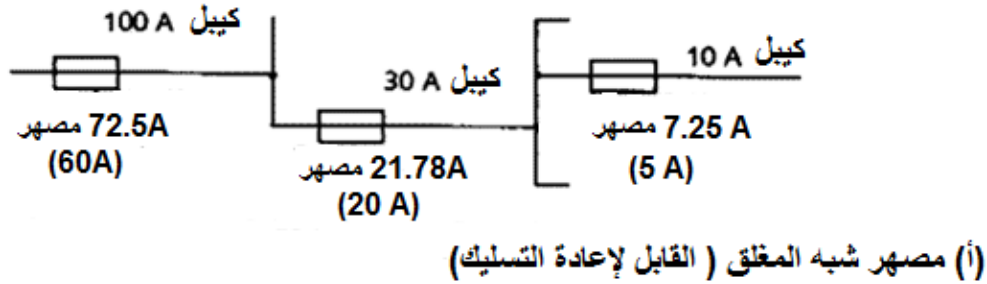 كيبل 100 A
كيبل 30 A
كيبل 10 A
72.5A مصهر
(60A)
21.78A مصهر
(20 A)
7.25 A مصهر
(5 A)
(أ) مصهر شبه المغلق ( القابل لإعادة التسليك)